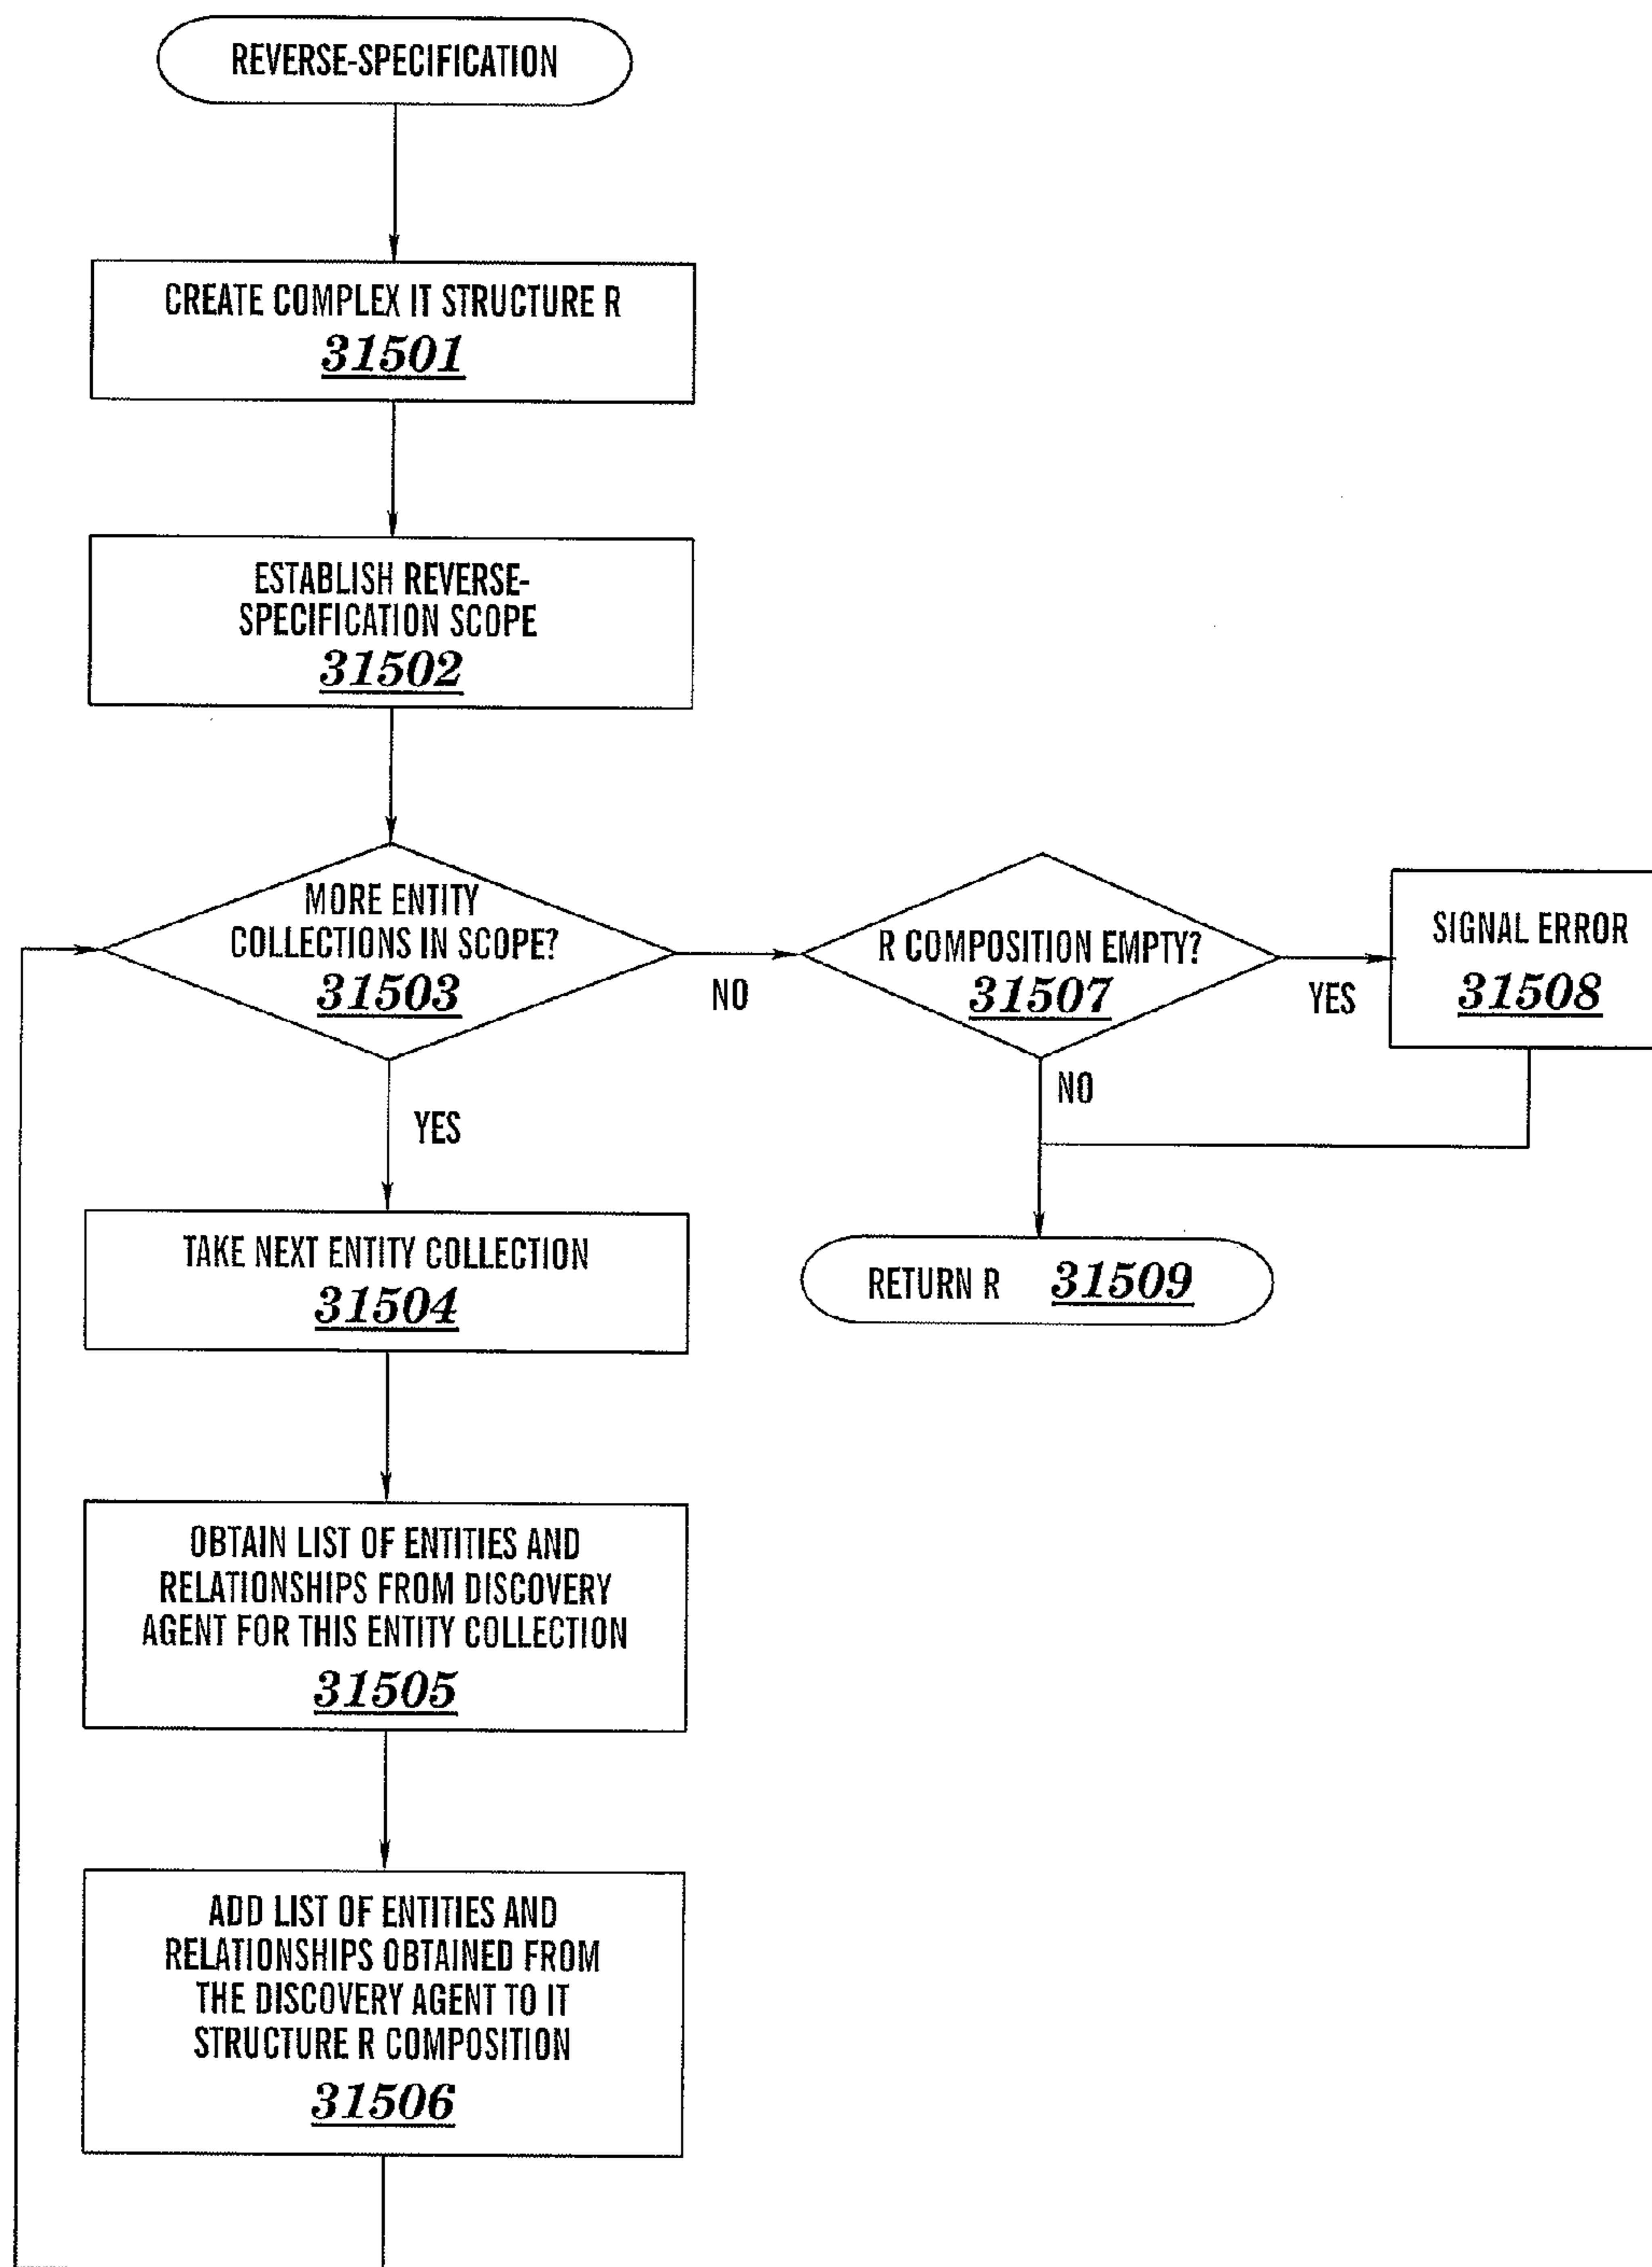 REVERSE-SPECIFICATION
CREATE COMPLEX IT STRUCTURE R
31501
ESTABLISH REVERSE-
SPECIFICATION SCOPE
31502
MORE ENTITY
COLLECTIONS IN SCOPE?
31503
NO
R COMPOSITION EMPTY?
31507
YES
SIGNAL ERROR
31508
NO
YES
TAKE NEXT ENTITY COLLECTION
31504
RETURN R 31509
OBTAIN LIST OF ENTITIES AND
RELATIONSHIPS FROM DISCOVERY
AGENT FOR THIS ENTITY COLLECTION
31505
ADD LIST OF ENTITIES AND
RELATIONSHIPS OBTAINED FROM
THE DISCOVERY AGENT TO IT
STRUCTURE R COMPOSITION
31506